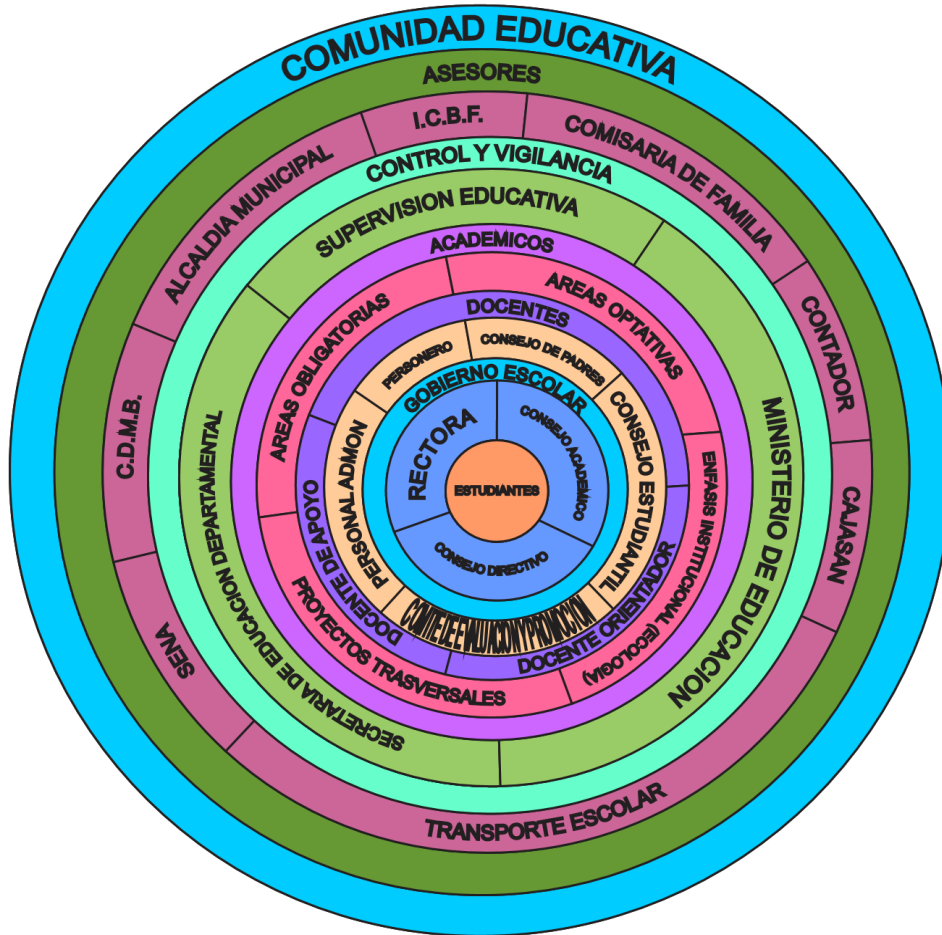 COMUNIDAD EDUCATIVA
ASESORES
I.C.B.F.
COMISARIA DE FAMILIA
CONTADOR
CAJASAN
TRANSPORTE ESCOLAR
SENA
C.D.M.B.
ALCALDIA MUNICIPAL
CONTROL Y VIGILANCIA
SUPERVISION EDUCATIVA
MINISTERIO DE EDUCACION
SECRETARIA DE EDUCACION DEPARTAMENTAL
ACADEMICOS
AREAS OBLIGATORIAS
AREAS OPTATIVAS
ENFASIS INSTITUCIONAL (ECOLOGIA)
PROYECTOS TRASVERSALES
DOCENTES
DOCENTE ORIENTADOR
DOCENTE DE APOYO
PERSONERO
CONSEJO DE PADRES
CONSEJO ESTUDIANTIL
COMITE DE EVALUACION Y PROMOCION
PERSONAL ADMON
GOBIERNO ESCOLAR
RECTORA
CONSEJO ACADEMICO
CONSEJO DIRECTIVO
ESTUDIANTES